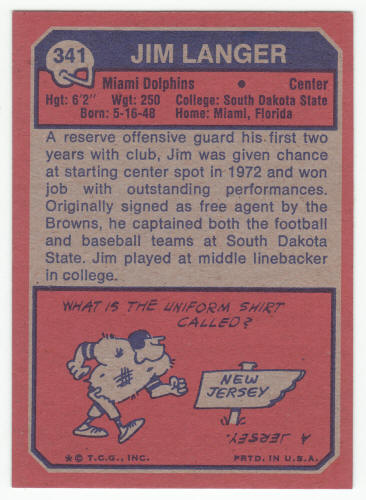 341
JIM LANGER
Miami Dolphins • Center
Hgt: 6'2" Wgt: 250 College: South Dakota State
Born: 5-16-48 Home: Miami, Florida
A reserve offensive guard his first two
years with club, Jim was given chance
at starting center spot in 1972 and won
job with outstanding performances.
Originally signed as free agent by the
Browns, he captained both the football
and baseball teams at South Dakota
State. Jim played at middle linebacker
in college.
WHAT IS THE UNIFORM SHIRT
CALLED?
#
NEW
JERSEY
A JERSEY.
* © T.C.G., INC. PRTD. IN U.S.A.